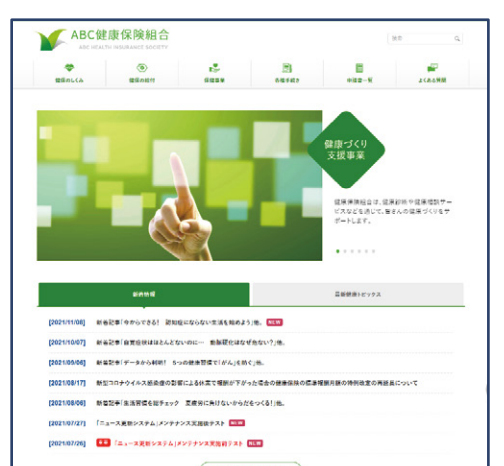 ABC健康保険組合
ABC HEALTH INSURANCE SOCIETY
検索
健保のしくみ
健保の給付
保健事業
各種手続き
申請書一覧
よくある質問
健康づくり
支援事業
健康保険組合は、健康診断や健康相談サー
ビスなどを通じて、皆さんの健康づくりをサ
ポートします。
新着情報
最新健康トピックス
[2021/11/08] 新着記事「今からできる! 認知症にならない生活を始めよう」他。 NEW
[2021/10/07] 新着記事「自覚症状はほとんどないのに… 動脈硬化はなぜ危ない?」他。
[2021/09/06] 新着記事「データから判明! 5つの健康習慣で「がん」を防ぐ」他。
[2021/08/17] 新型コロナウイルス感染症の影響による休業で報酬が下がった場合の健康保険の標準報酬月額の特例改定の再延長について
[2021/08/06] 新着記事「生活習慣を総チェック 夏疲労に負けないからだをつくる!」他。
[2021/07/27] 「ニュース更新システム」メンテナンス実施後テスト NEW
[2021/07/26] 重要 「ニュース更新システム」メンテナンス実施前テスト NEW